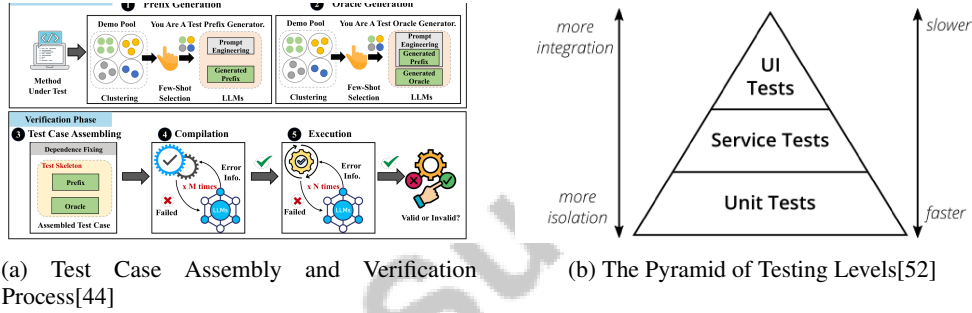 1 Prefix Generation
2 Oracle Generation
Demo Pool
You Are A Test Prefix Generator.
Prompt
Engineering
Generated
Prefix
Method
Under Test
Clustering
Few-Shot
Selection
LLMs
Demo Pool
You Are A Test Oracle Generator.
Prompt
Engineering
Generated
Prefix
Generated
Oracle
Clustering
Few-Shot
Selection
LLMs
Verification Phase
3 Test Case Assembling
Dependence Fixing
Test Skeleton
Prefix
Oracle
Assembled Test Case
4 Compilation
Error
Info.
x M times
Failed
LLMs
5 Execution
Error
Info.
x N times
Failed
LLMs
Valid or Invalid?
(a) Test Case Assembly and Verification
Process[44]
more
integration
more
isolation
UI
Tests
Service Tests
Unit Tests
slower
faster
(b) The Pyramid of Testing Levels[52]